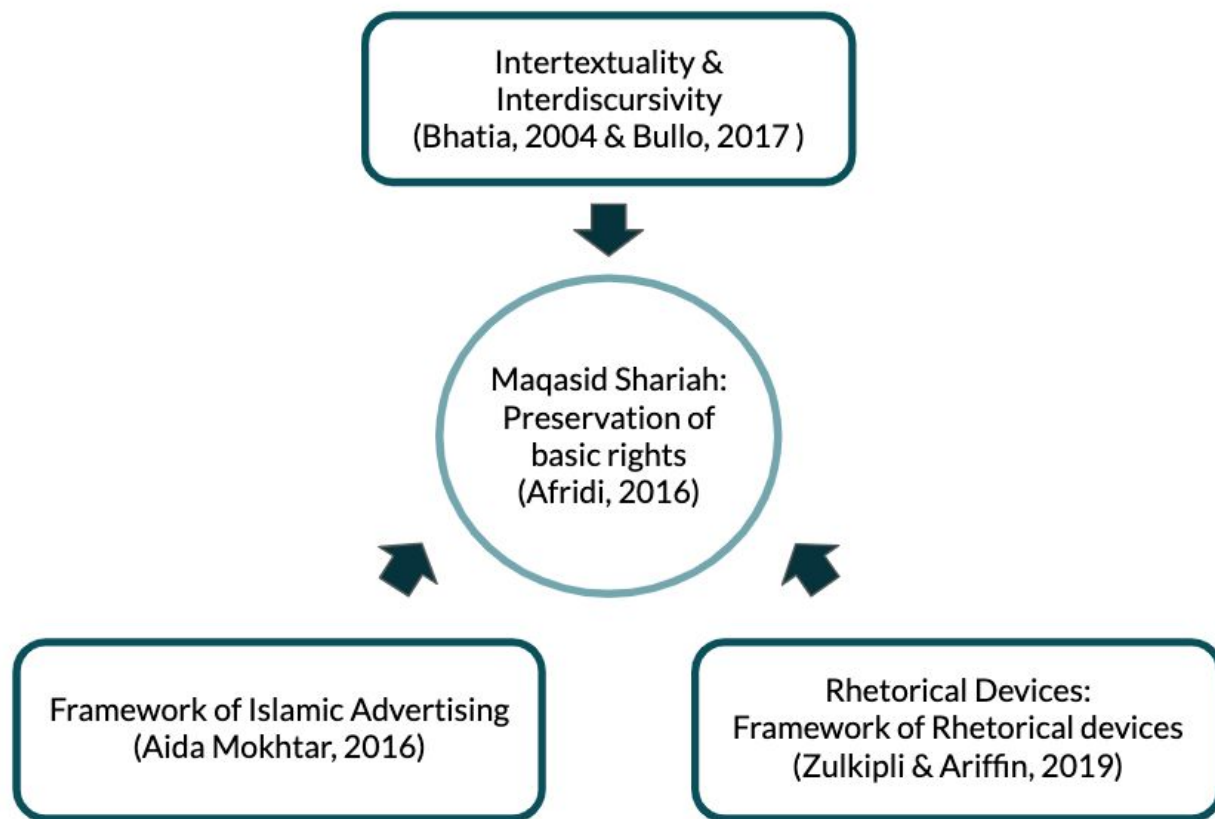 Intertextuality &
Interdiscursivity
(Bhatia, 2004 & Bullo, 2017 )
Maqasid Shariah:
Preservation of
basic rights
(Afridi, 2016)
Framework of Islamic Advertising
(Aida Mokhtar, 2016)
Rhetorical Devices:
Framework of Rhetorical devices
(Zulkipli & Ariffin, 2019)